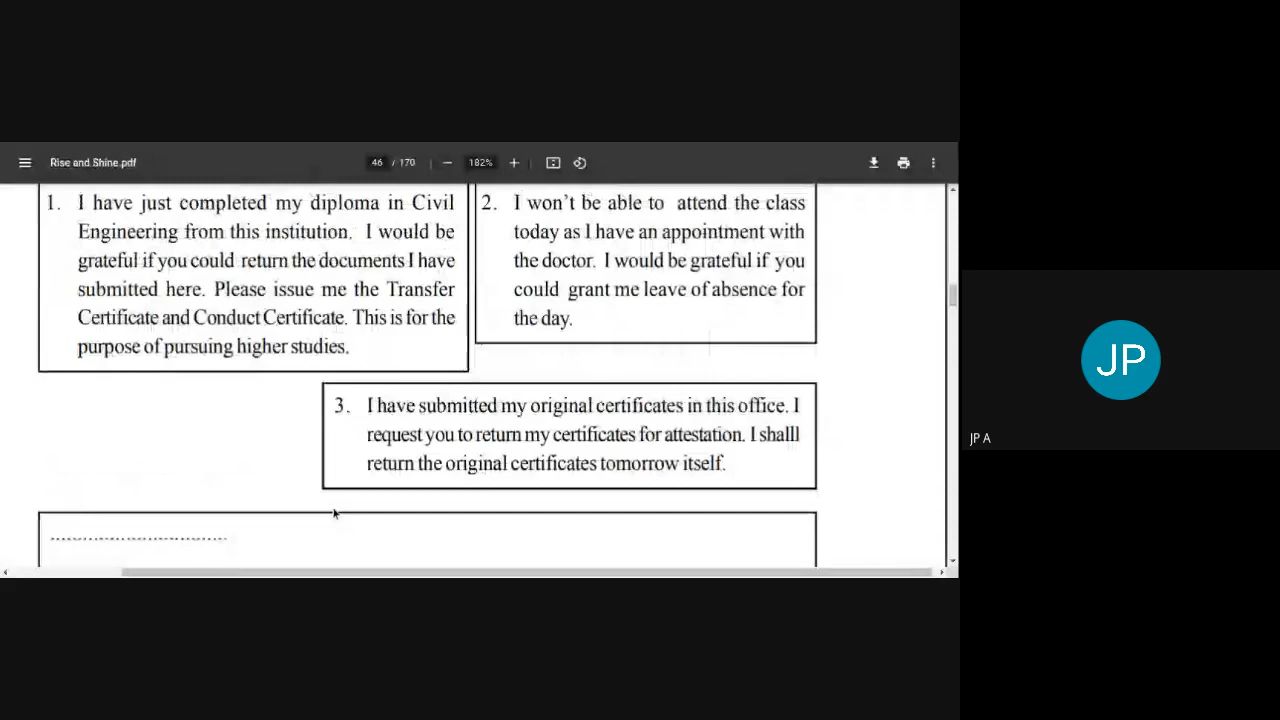 Rise and Shine.pdf
46 / 170
182%
1. I have just completed my diploma in Civil
Engineering from this institution. I would be
grateful if you could return the documents I have
submitted here. Please issue me the Transfer
Certificate and Conduct Certificate. This is for the
purpose of pursuing higher studies.
2. I won't be able to attend the class
today as I have an appointment with
the doctor. I would be grateful if you
could grant me leave of absence for
the day.
3. I have submitted my original certificates in this office. I
request you to return my certificates for attestation. I shalll
return the original certificates tomorrow itself.
JP
JP A